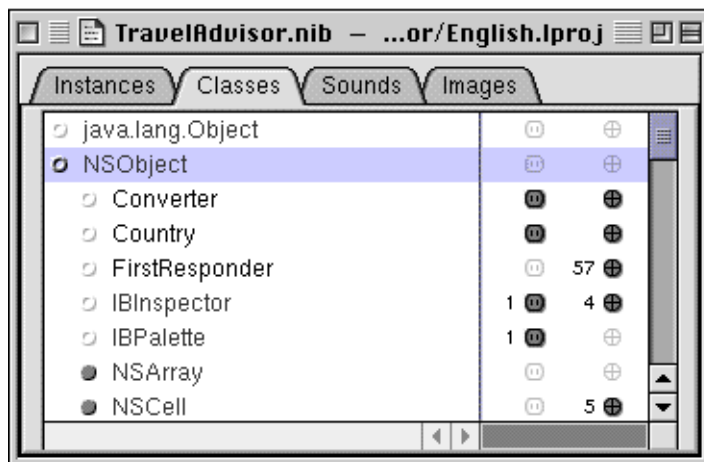 TravelAdvisor.nib – ...or/English.lproj
Instances Classes Sounds Images
java.lang.Object
NSObject
Converter
Country
FirstResponder 57
IBInspector 1 4
IBPalette 1
NSArray
NSCell 5